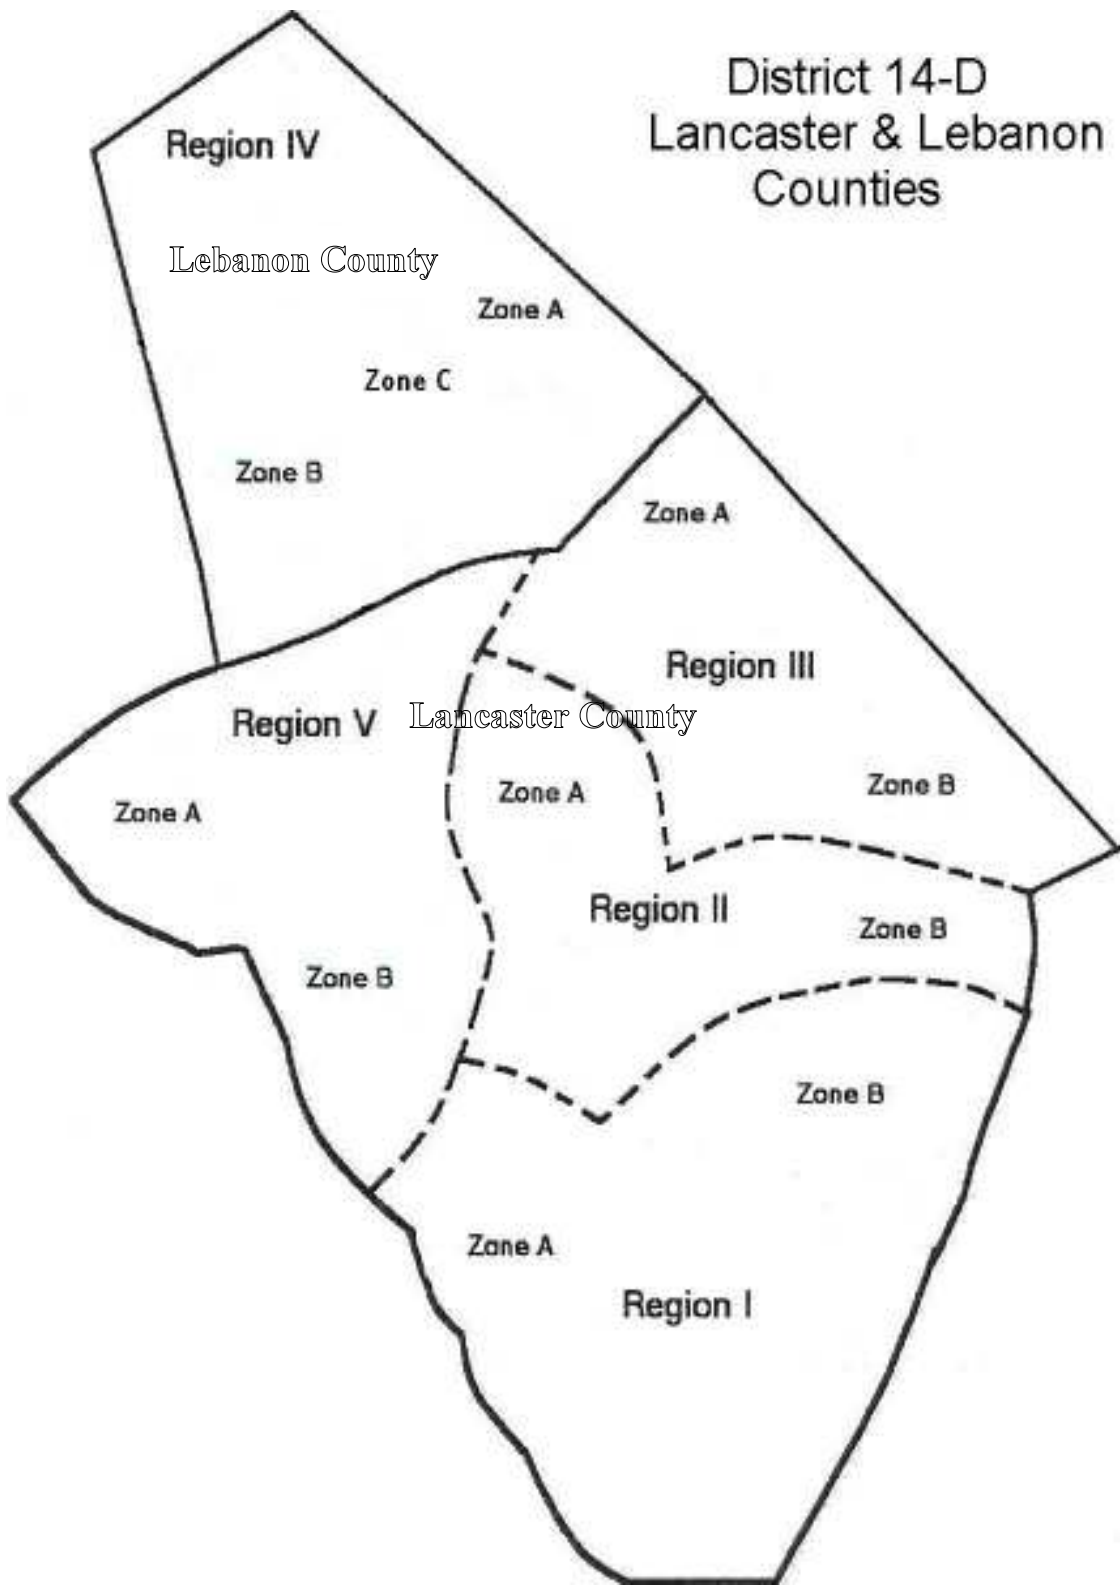 District 14-D
Lancaster & Lebanon
Counties
Region IV
Lebanon County
Zone A
Zone C
Zone B
Zone A
Region III
Region V
Lancaster County
Zone B
Zone A
Zone A
Region II
Zone B
Zone B
Zone B
Zone A
Region I